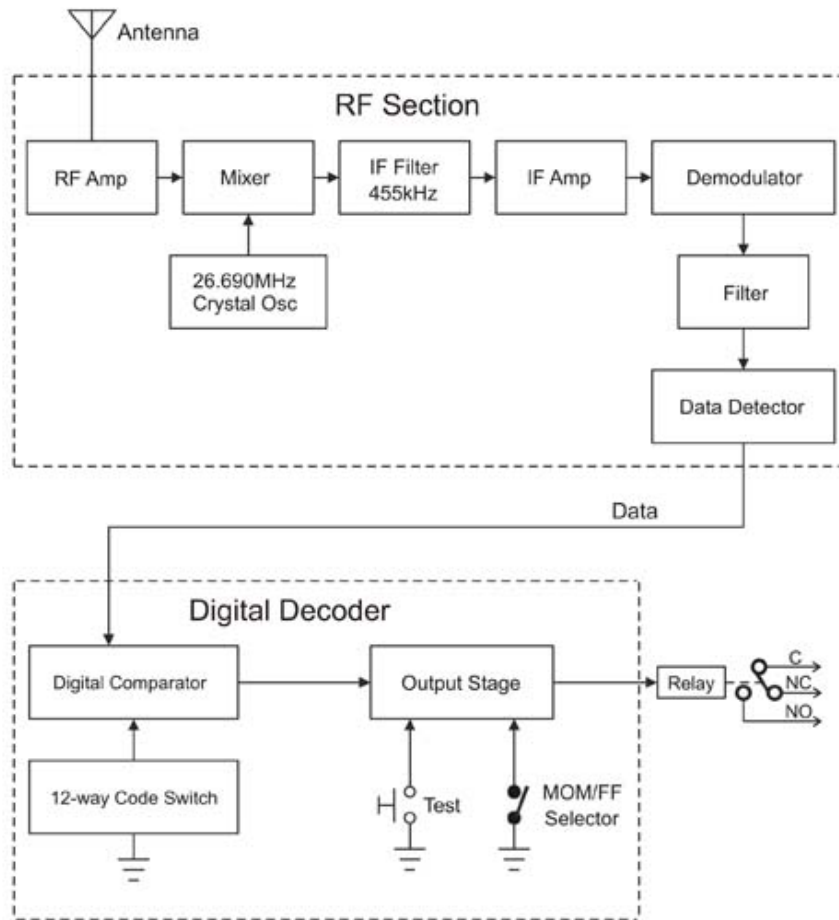 Antenna
RF Section
RF Amp
Mixer
IF Filter
455kHz
IF Amp
Demodulator
26.690MHz
Crystal Osc
Filter
Data Detector
Data
Digital Decoder
Digital Comparator
Output Stage
Relay
C
NC
NO
12-way Code Switch
Test
MOM/FF
Selector